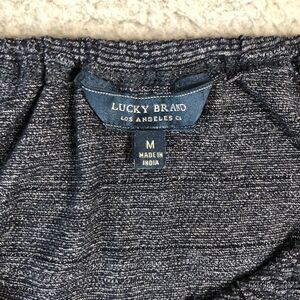 LUCKY BRAND
LOS ANGELES CA
M
MADE IN
INDIA